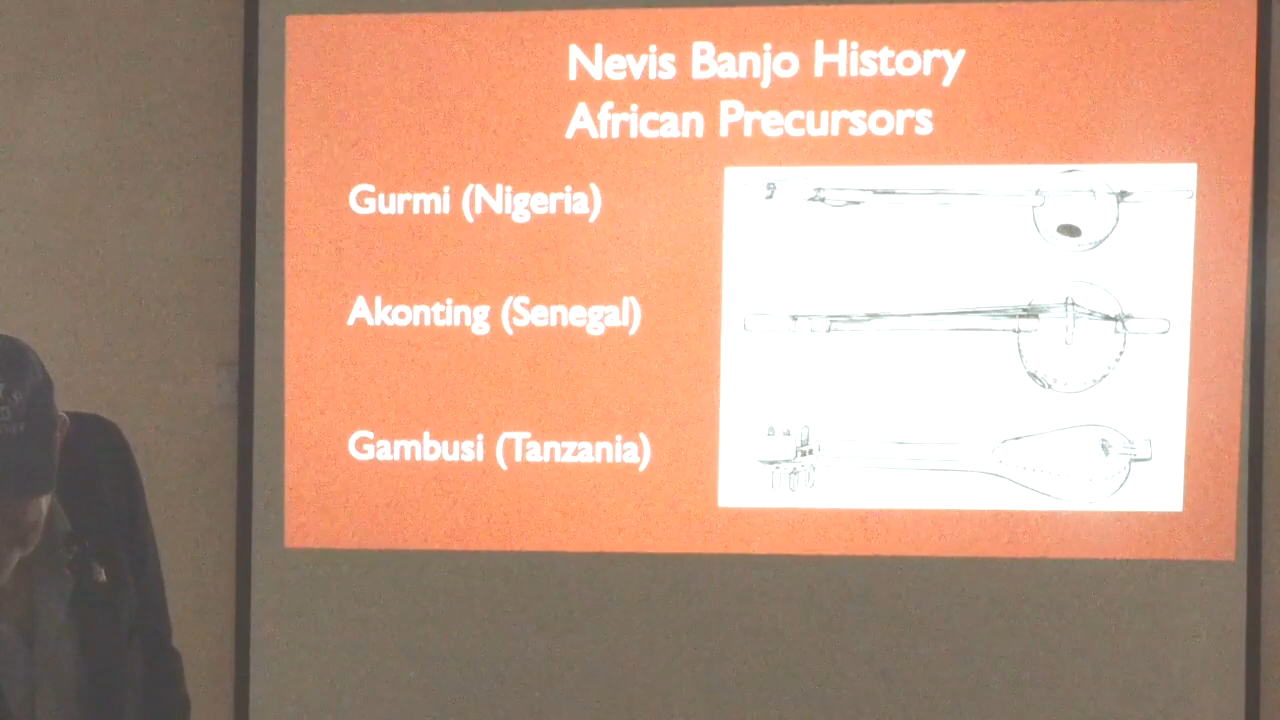 Nevis Banjo History
African Precursors
Gurmi (Nigeria)
Akonting (Senegal)
Gambusi (Tanzania)